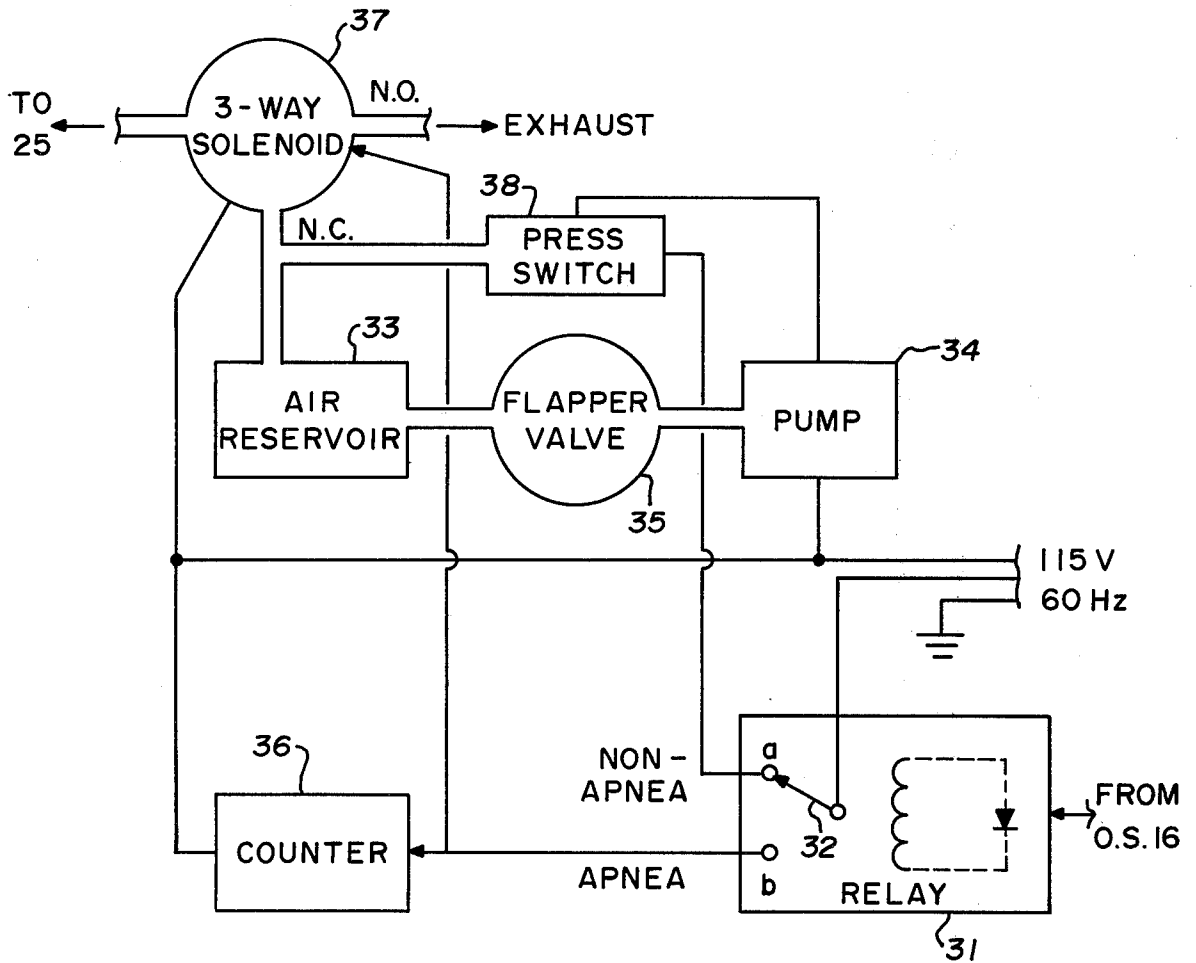 37
TO
25
3-WAY
SOLENOID
N.O.
EXHAUST
38
N.C.
PRESS
SWITCH
33
34
AIR
RESERVOIR
FLAPPER
VALVE
PUMP
35
115 V
60 Hz
36
NON-
APNEA
a
32
FROM
O.S. 16
COUNTER
APNEA
b
RELAY
31